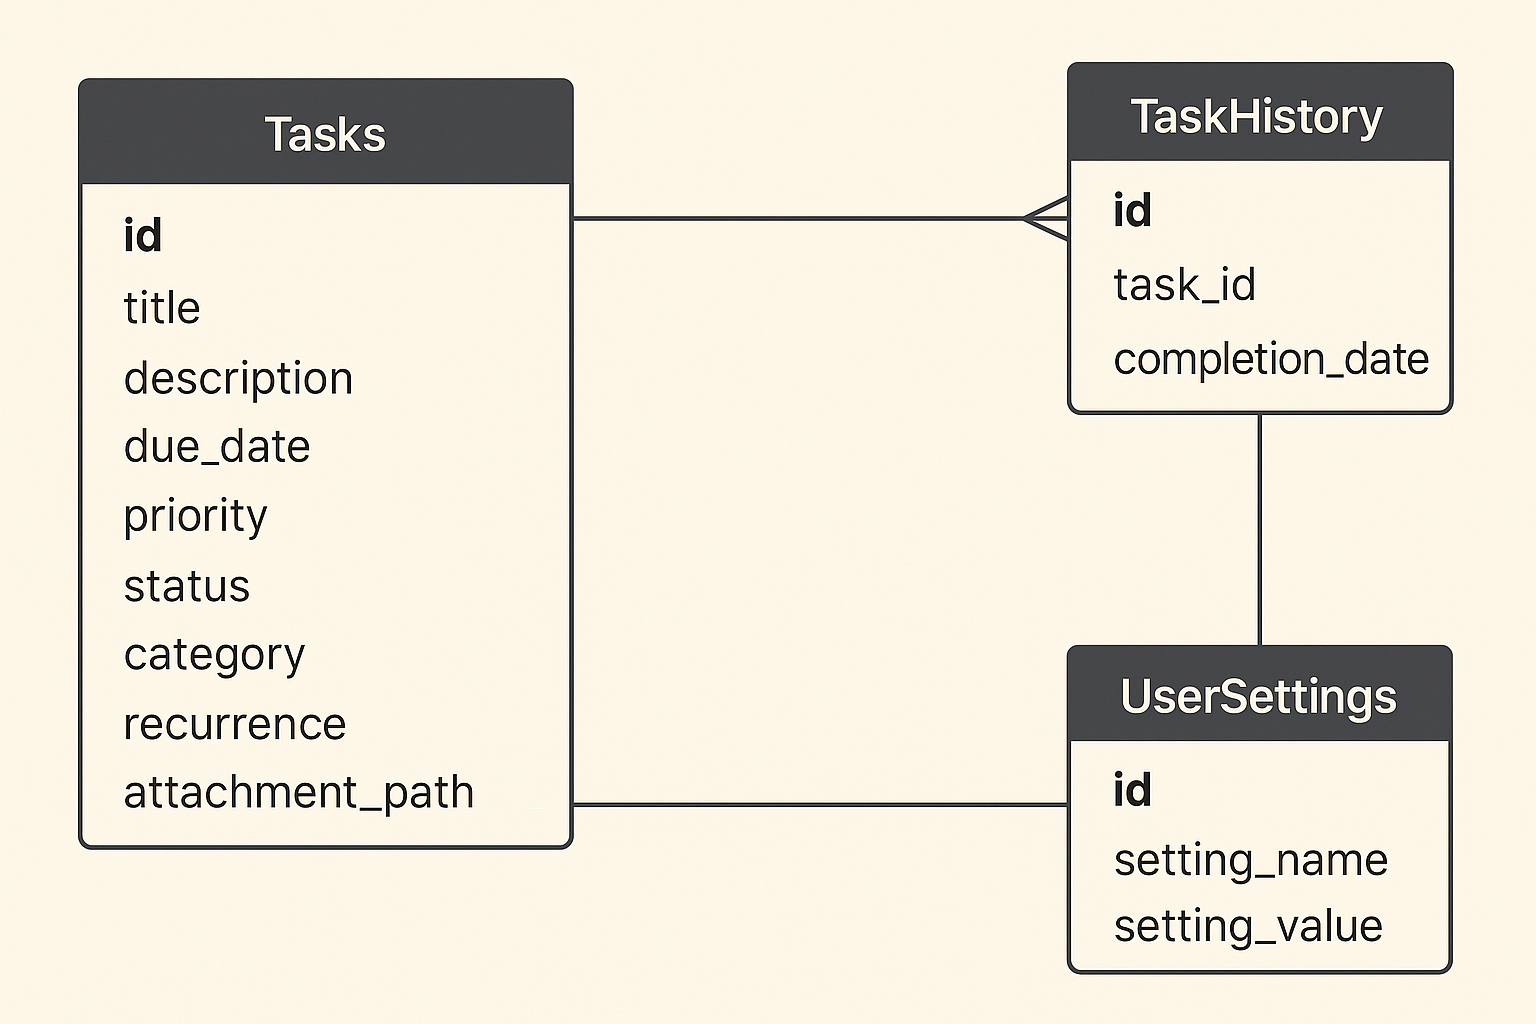 Tasks
id
title
description
due_date
priority
status
category
recurrence
attachment_path
TaskHistory
id
task_id
completion_date
UserSettings
id
setting_name
setting_value